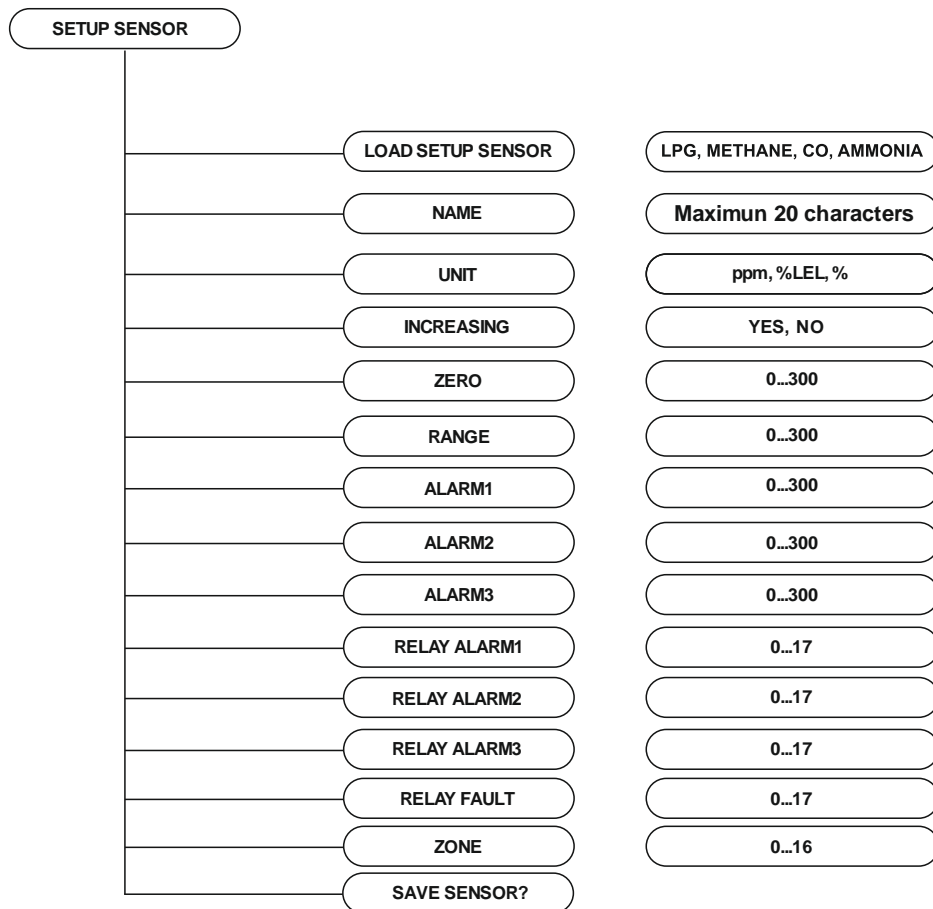 SETUP SENSOR
LOAD SETUP SENSOR LPG, METHANE, CO, AMMONIA
NAME Maximun 20 characters
UNIT ppm, %LEL, %
INCREASING YES, NO
ZERO 0...300
RANGE 0...300
ALARM1 0...300
ALARM2 0...300
ALARM3 0...300
RELAY ALARM1 0...17
RELAY ALARM2 0...17
RELAY ALARM3 0...17
RELAY FAULT 0...17
ZONE 0...16
SAVE SENSOR?